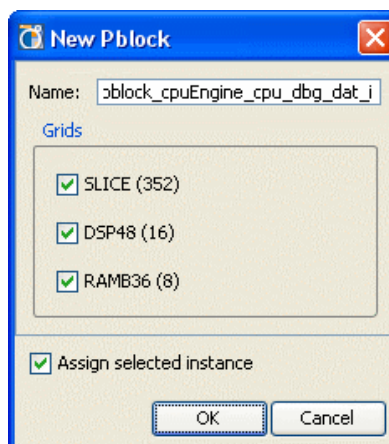 New Pblock
Name: pblock_cpuEngine_cpu_dbg_dat_i
Grids
SLICE (352)
DSP48 (16)
RAMB36 (8)
Assign selected instance
OK Cancel